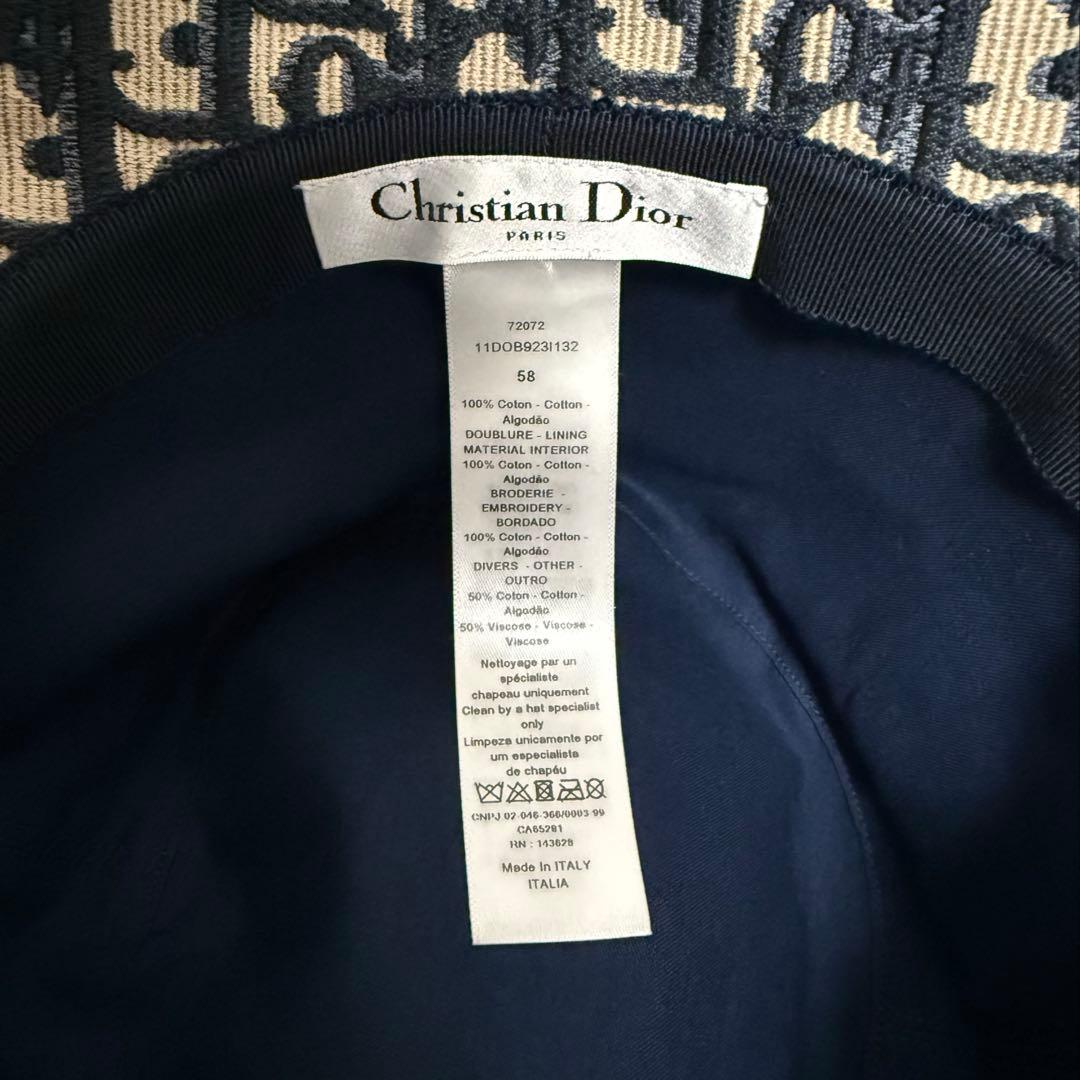 Christian Dior
PARIS
72072
11DOB923I132
58
100% Coton - Cotton -
Algodão
DOUBLURE - LINING
MATERIAL INTERIOR
100% Coton - Cotton -
Algodão
BRODERIE -
EMBROIDERY -
BORDADO
100% Coton - Cotton -
Algodão
DIVERS - OTHER -
OUTRO
50% Coton - Cotton -
Algodão
50% Viscose - Viscose -
Viscose
Nettoyage par un
spécialiste
chapeau uniquement
Clean by a hat specialist
only
Limpeza unicamente por
um especialista
de chapáu
CNPJ 02-046-366/0003-99
CA65291
RN : 143629
Made In ITALY
ITALIA